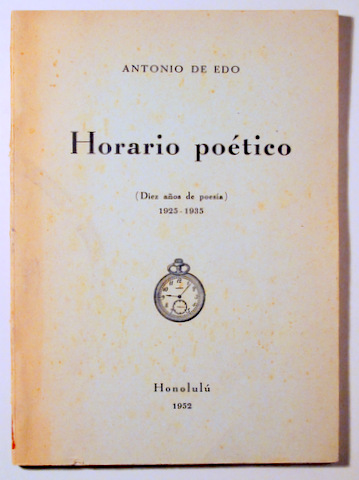 ANTONIO DE EDO
Horario poético
(Diez años de poesía)
1925-1935
Honolulú
1952